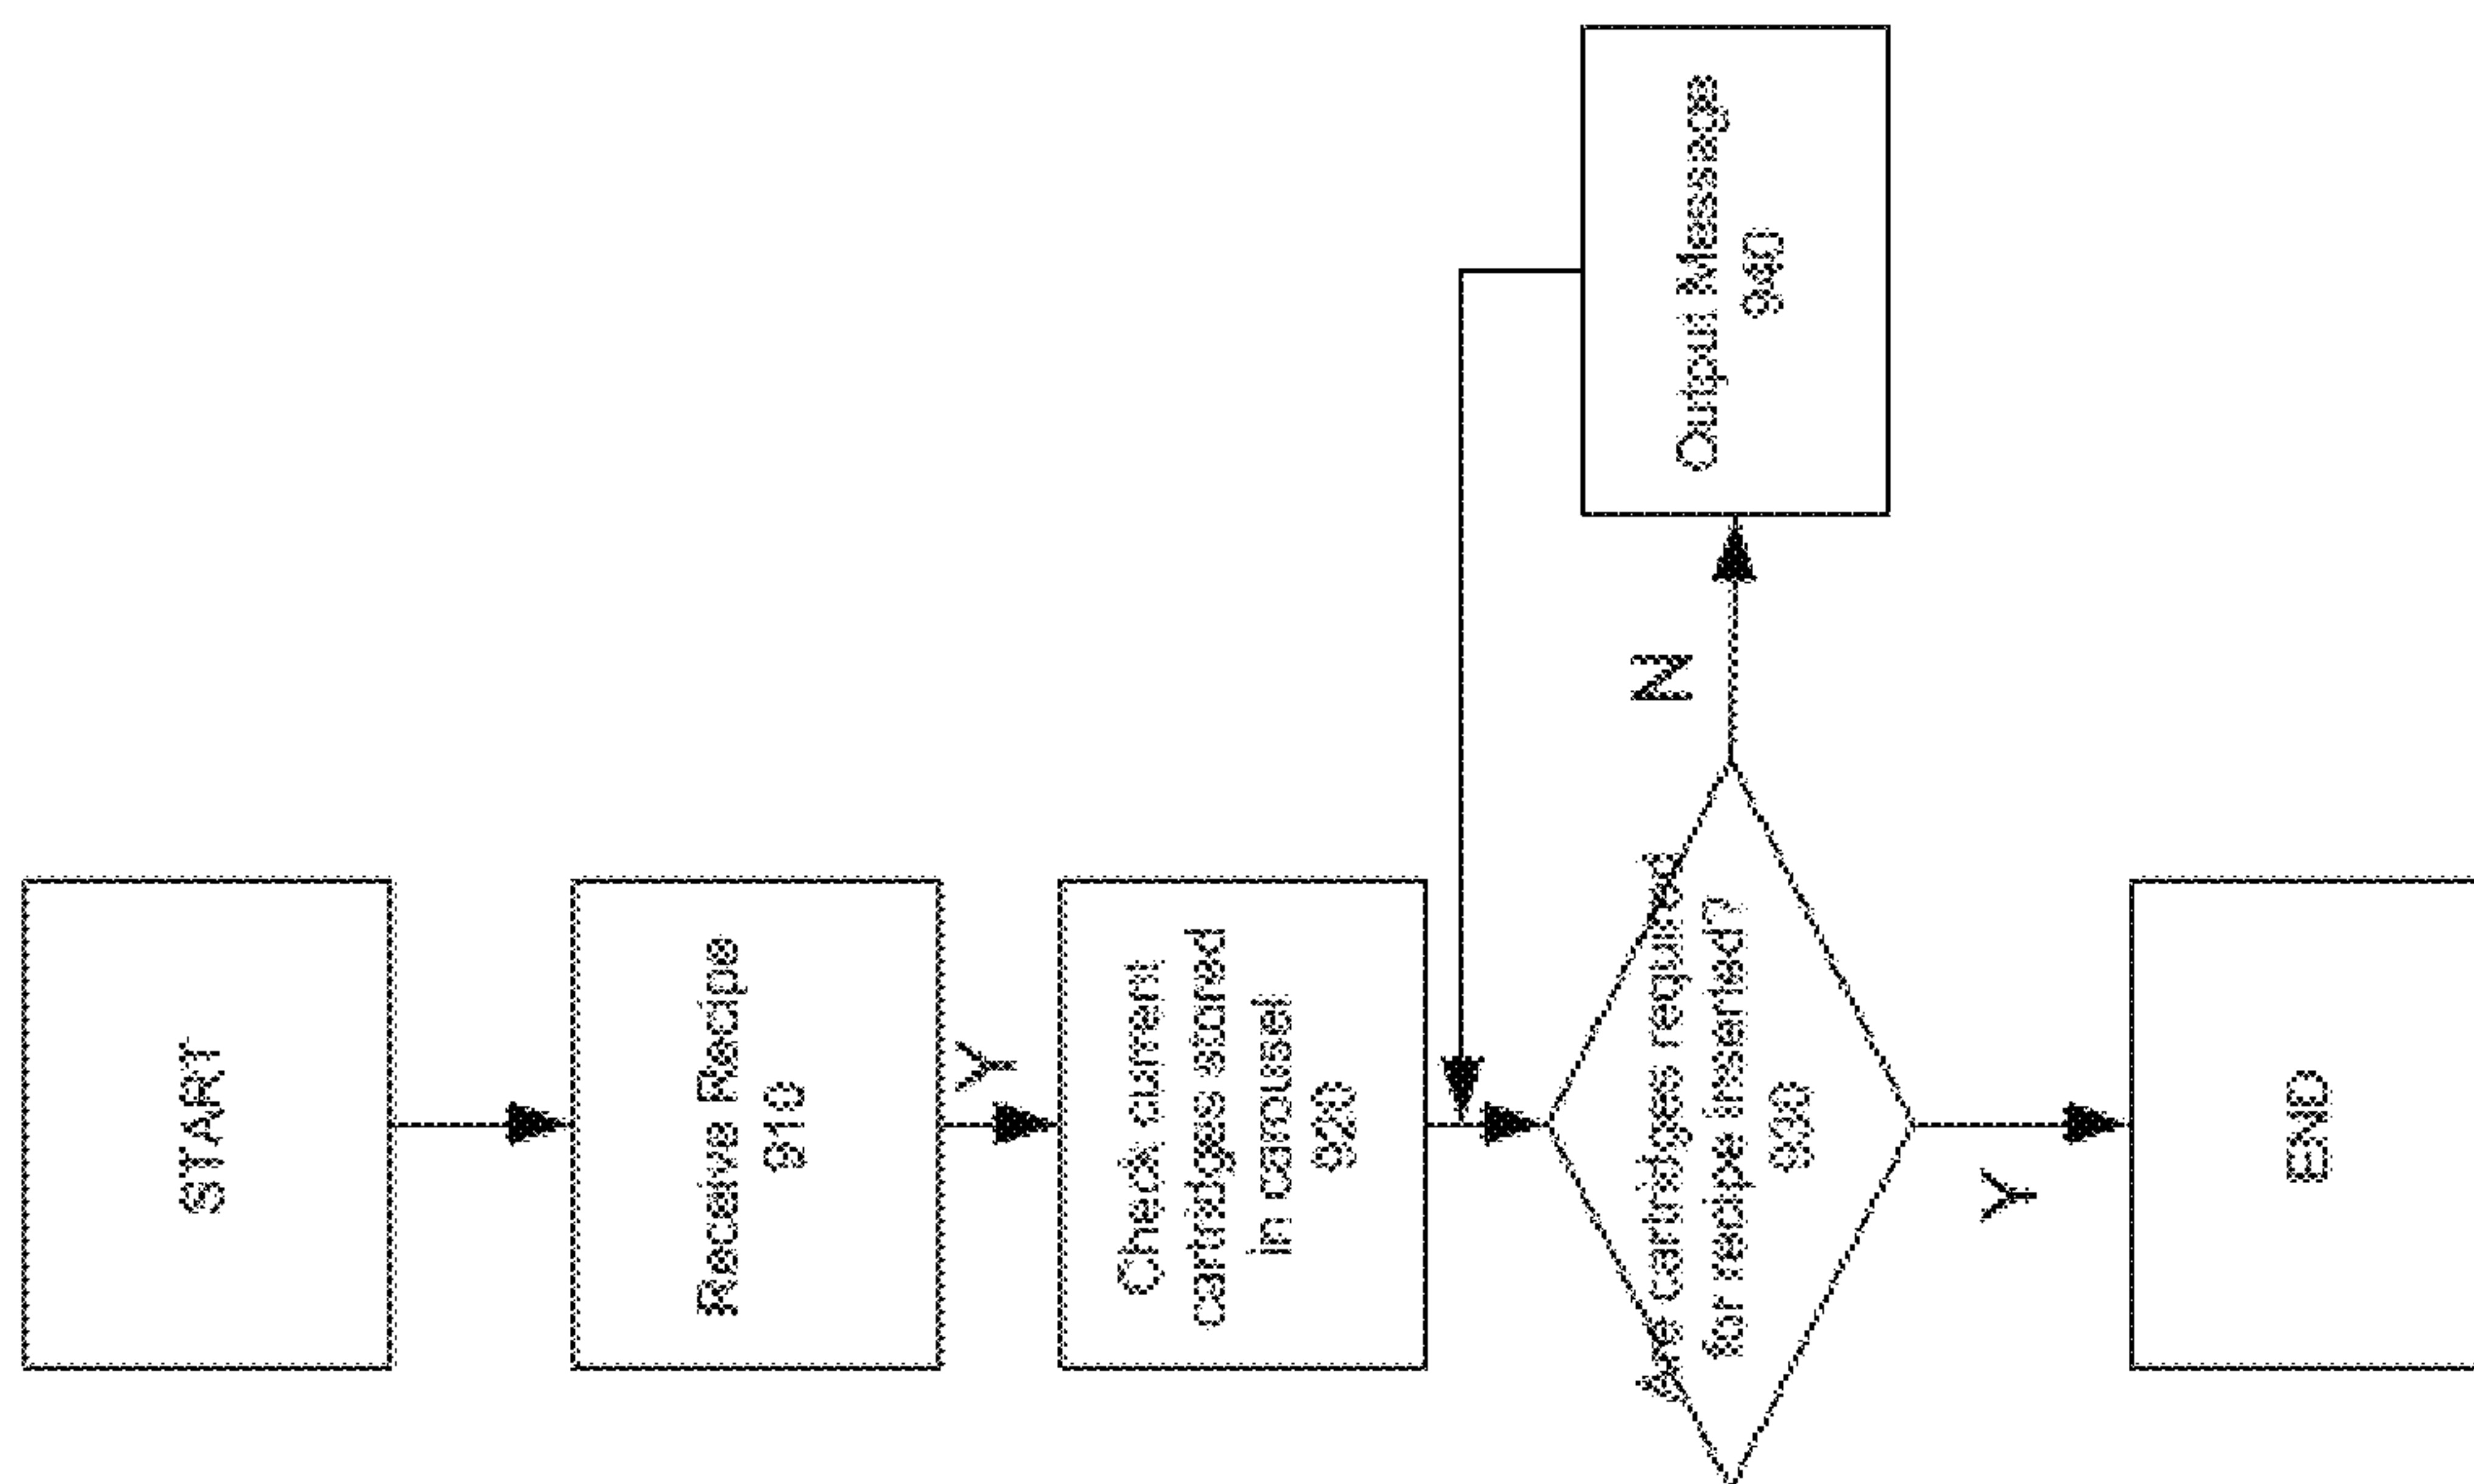 START
Receive Recipe
910
Y
Check current
cartridges stored
in carousel
920
Are cartridges required
for recipe inserted?
930
N
Output Message
940
Y
END